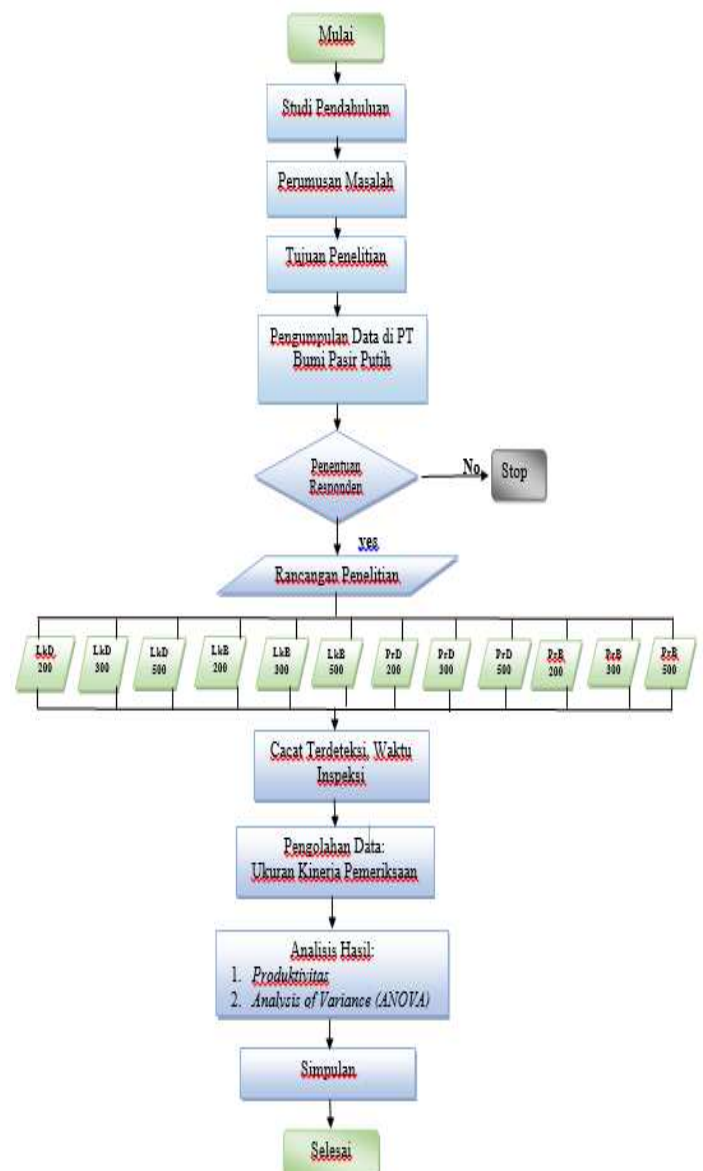 Mulai
Studi Pendahuluan
Perumusan Masalah
Tujuan Penelitian
Pengumpulan Data di PT
Bumi Pasir Putih
Penentuan
Responden
No
Stop
yes
Rancangan Penelitian
LkD
200
LkD
300
LkD
500
LkB
200
LkB
300
LkB
500
PrD
200
PrD
300
PrD
500
PrB
200
PrB
300
PrB
500
Cacat Terdeteksi, Waktu
Inspeksi
Pengolahan Data:
Ukuran Kinerja Pemeriksaan
Analisis Hasil:
1. Produktivitas
2. Analysis of Variance (ANOVA)
Simpulan
Selesai